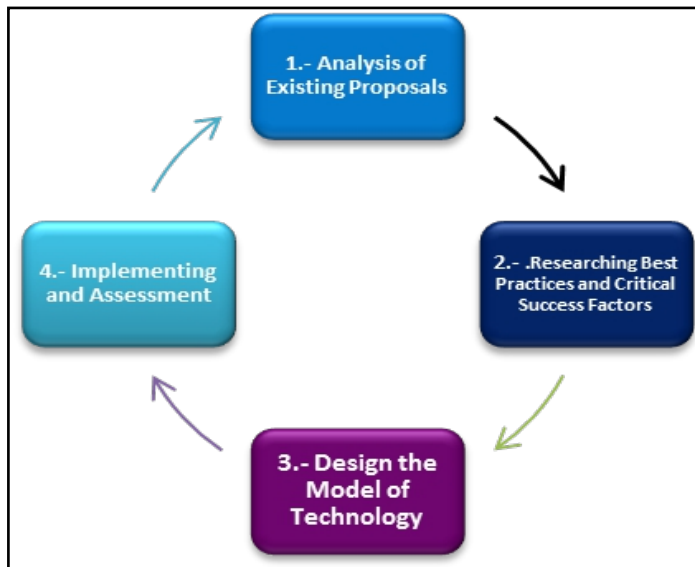 1.- Analysis of
Existing Proposals
2.- .Researching Best
Practices and Critical
Success Factors
3.- Design the
Model of
Technology
4.- Implementing
and Assessment